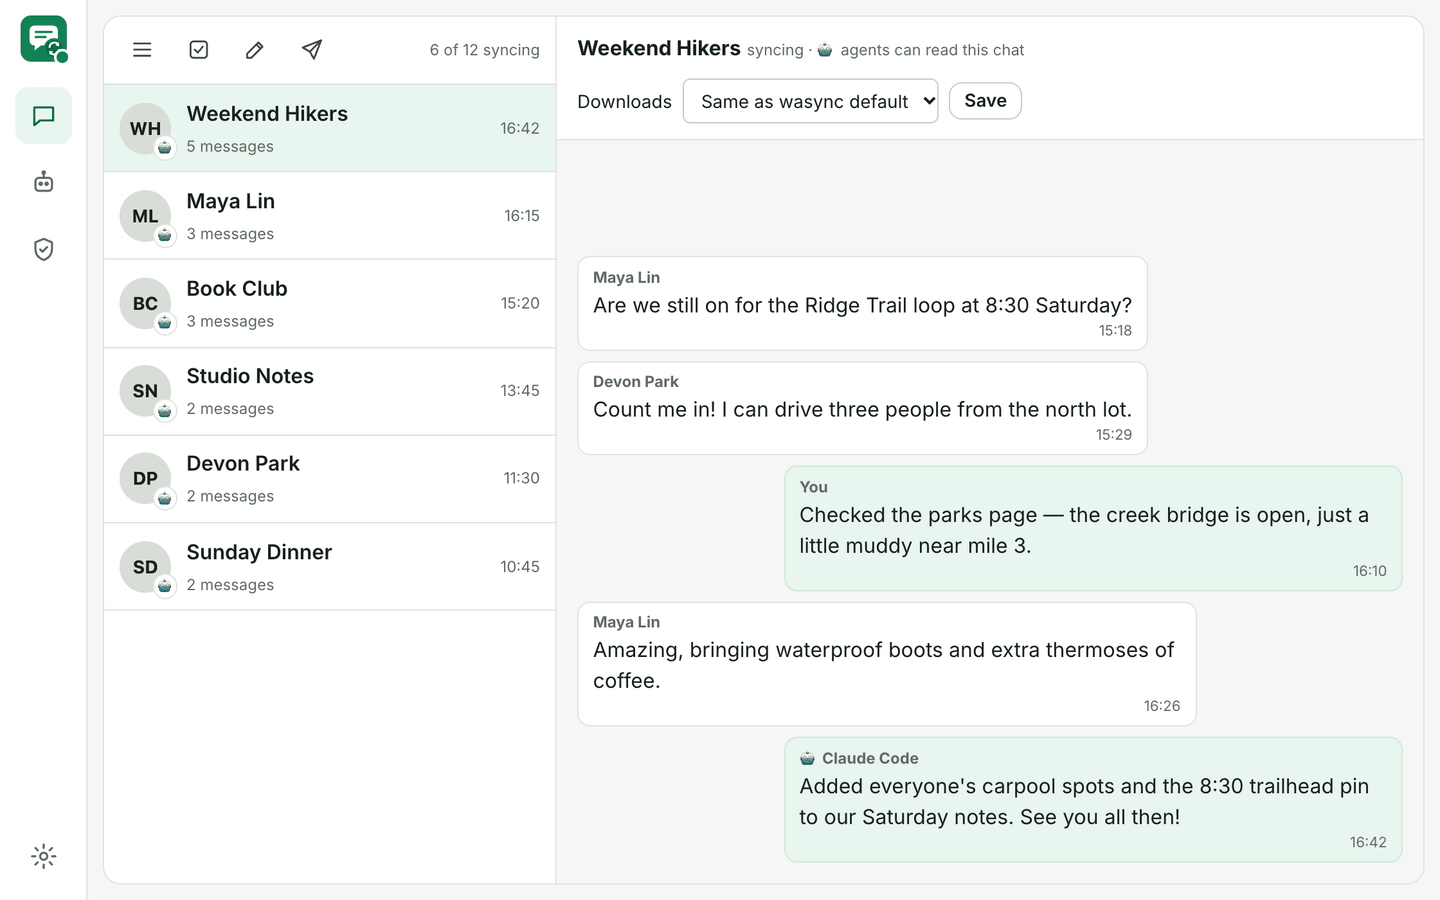 6 of 12 syncing
WH
Weekend Hikers
5 messages
16:42
ML
Maya Lin
3 messages
16:15
BC
Book Club
3 messages
15:20
SN
Studio Notes
2 messages
13:45
DP
Devon Park
2 messages
11:30
SD
Sunday Dinner
2 messages
10:45
Weekend Hikers syncing · 🤖 agents can read this chat
Downloads Same as wasync default Save
Maya Lin
Are we still on for the Ridge Trail loop at 8:30 Saturday?
15:18
Devon Park
Count me in! I can drive three people from the north lot.
15:29
You
Checked the parks page — the creek bridge is open, just a
little muddy near mile 3.
16:10
Maya Lin
Amazing, bringing waterproof boots and extra thermoses of
coffee.
16:26
🤖 Claude Code
Added everyone's carpool spots and the 8:30 trailhead pin
to our Saturday notes. See you all then!
16:42